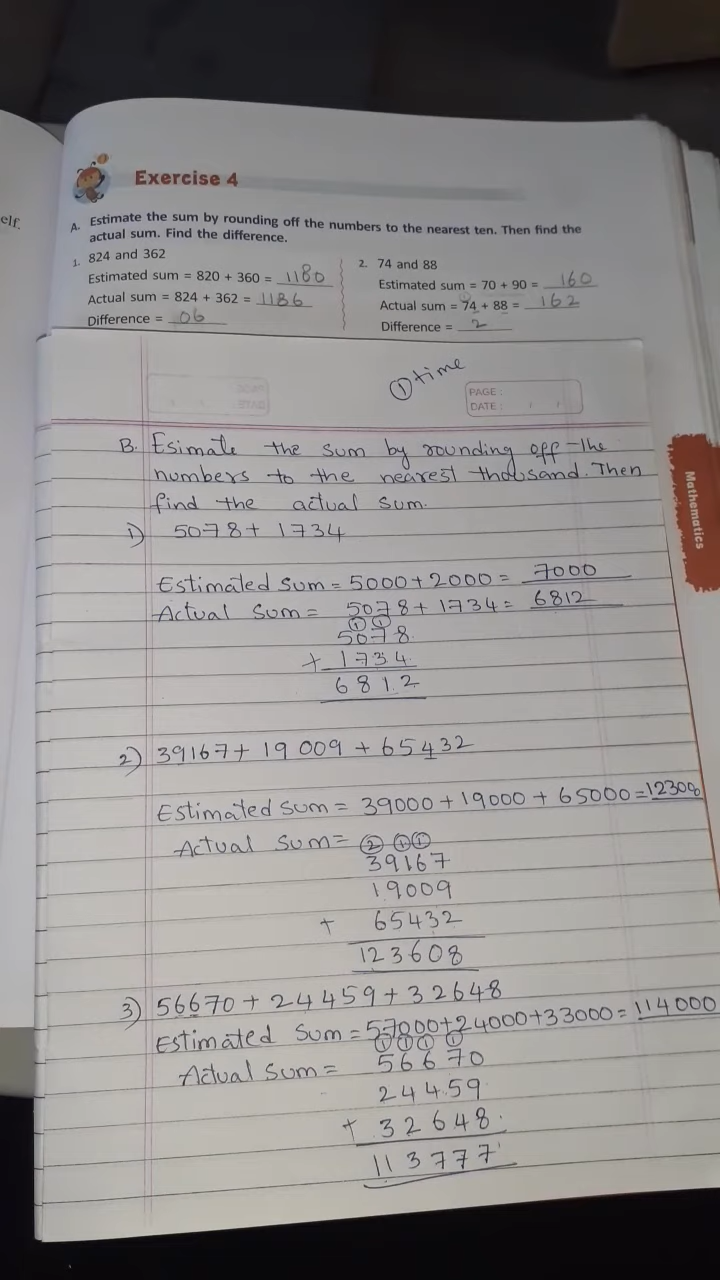 elf.
Exercise 4
A. Estimate the sum by rounding off the numbers to the nearest ten. Then find the
actual sum. Find the difference.
1. 824 and 362
Estimated sum = 820 + 360 = 1180
Actual sum = 824 + 362 = 1186
Difference = 06
2. 74 and 88
Estimated sum = 70 + 90 = 160
Actual sum = 74 + 88 = 162
Difference = 2
① time
PAGE :
DATE : / /
Mathematics
B. Esimate the sum by rounding off the
numbers to the nearest thousand. Then
find the actual sum.
1) 5078 + 1734
Estimated sum = 5000 + 2000 = 7000
Actual sum = 5078 + 1734 = 6812
① ①
5078
+ 1734
6812
2) 39167 + 19009 + 65432
Estimated sum = 39000 + 19000 + 65000 = 123000
Actual sum = ② ① ①
39167
19009
+ 65432
123608
3) 56670 + 24459 + 32648
Estimated sum = 57000 + 24000 + 33000 = 114000
① ① ① ①
Actual sum = 56670
24459
+ 32648
113777